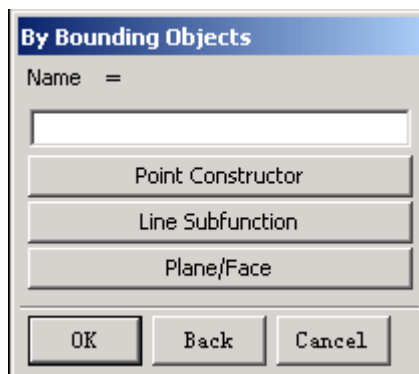 By Bounding Objects
Name =
Point Constructor
Line Subfunction
Plane/Face
OK Back Cancel